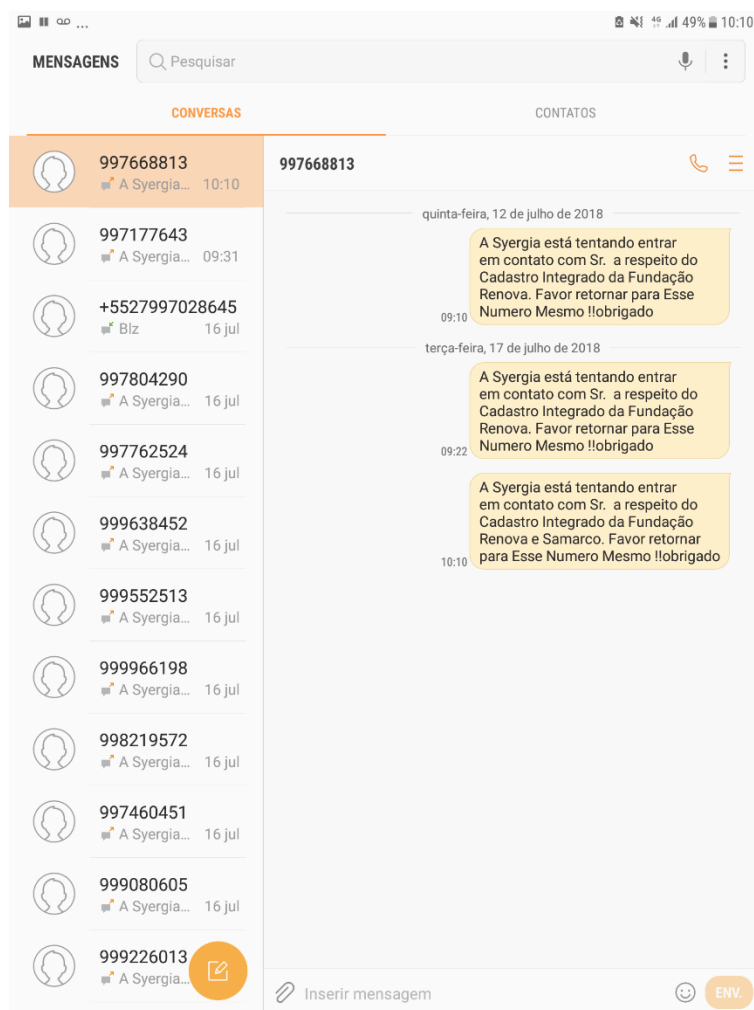 ... 4G 49% 10:10
MENSAGENS Pesquisar
CONVERSAS CONTATOS
997668813
A Syergia... 10:10
997177643
A Syergia... 09:31
+5527997028645
Blz 16 jul
997804290
A Syergia... 16 jul
997762524
A Syergia... 16 jul
999638452
A Syergia... 16 jul
999552513
A Syergia... 16 jul
999966198
A Syergia... 16 jul
998219572
A Syergia... 16 jul
997460451
A Syergia... 16 jul
999080605
A Syergia... 16 jul
999226013
A Syergia...
997668813
quinta-feira, 12 de julho de 2018
A Syergia está tentando entrar
em contato com Sr. a respeito do
Cadastro Integrado da Fundação
Renova. Favor retornar para Esse
Numero Mesmo !!obrigado
09:10
terça-feira, 17 de julho de 2018
A Syergia está tentando entrar
em contato com Sr. a respeito do
Cadastro Integrado da Fundação
Renova. Favor retornar para Esse
Numero Mesmo !!obrigado
09:22
A Syergia está tentando entrar
em contato com Sr. a respeito do
Cadastro Integrado da Fundação
Renova e Samarco. Favor retornar
para Esse Numero Mesmo !!obrigado
10:10
Inserir mensagem ENV.